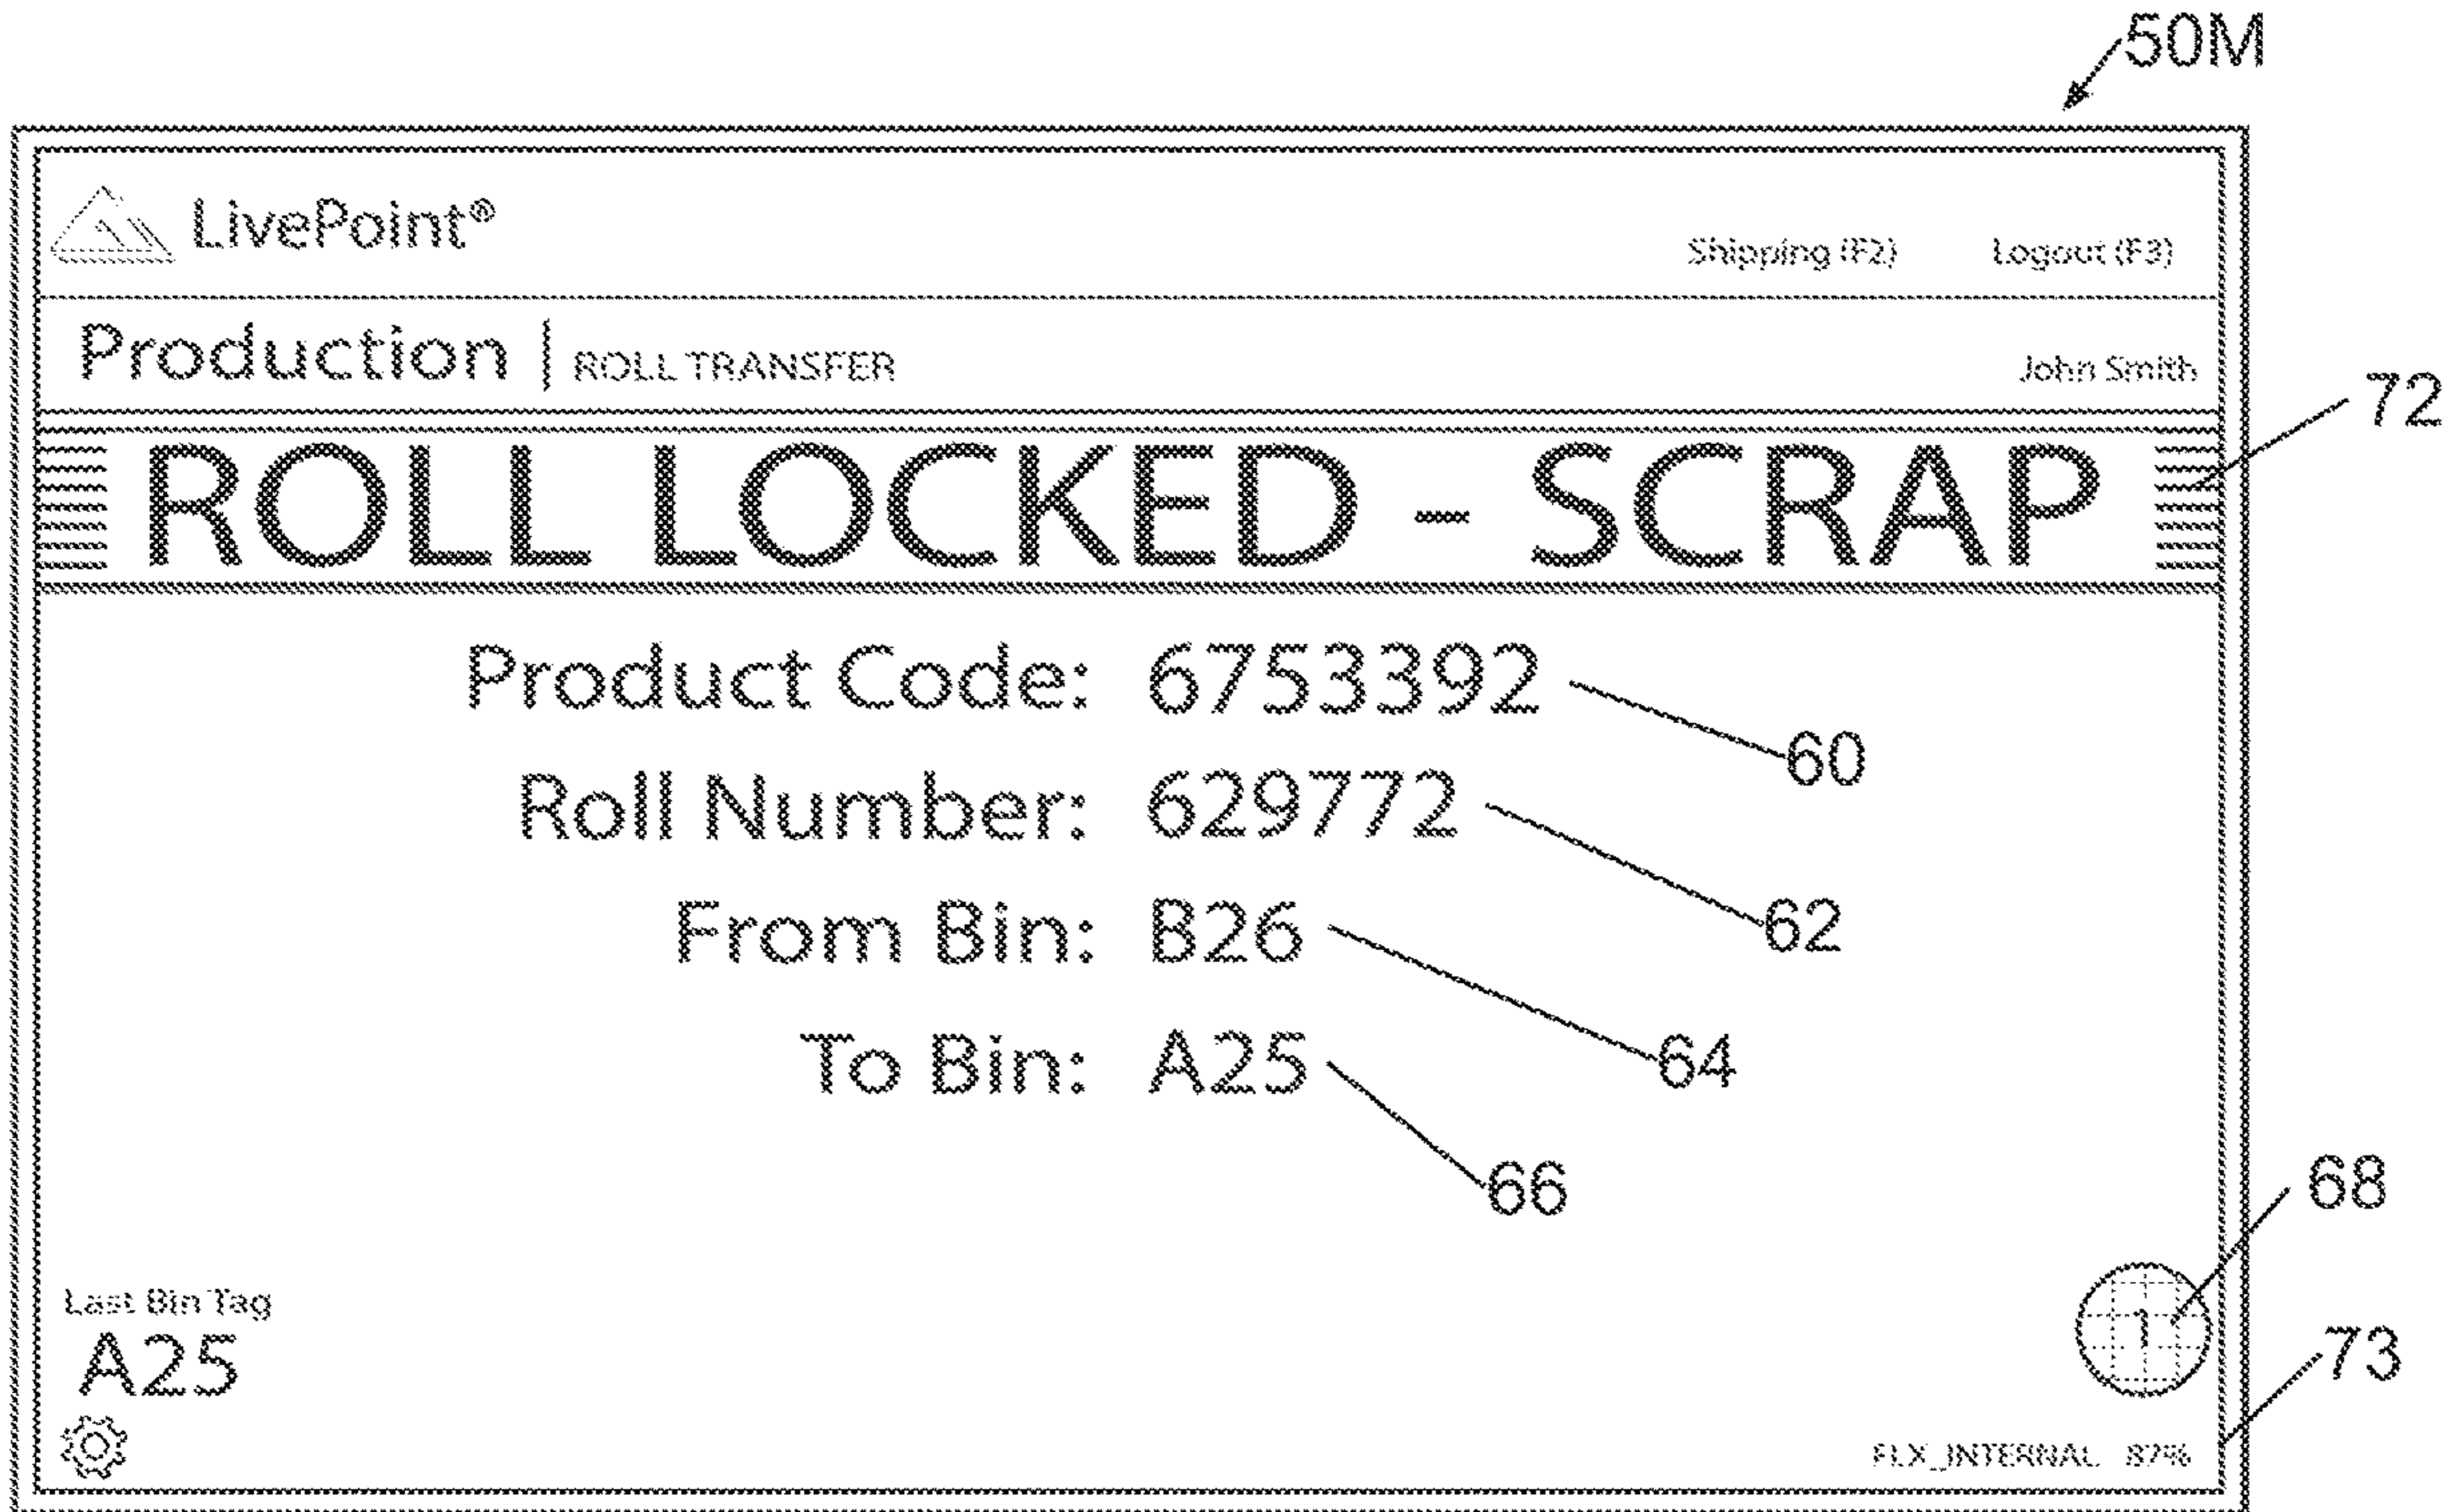 50M
LivePoint®
Shipping (F2) Logout (F3)
Production | ROLL TRANSFER John Smith
72
ROLL LOCKED - SCRAP
Product Code: 6753392
60
Roll Number: 629772
62
From Bin: B26
64
To Bin: A25
66
68
Last Bin Tag
1
A25
73
FLX_INTERNAL 87%